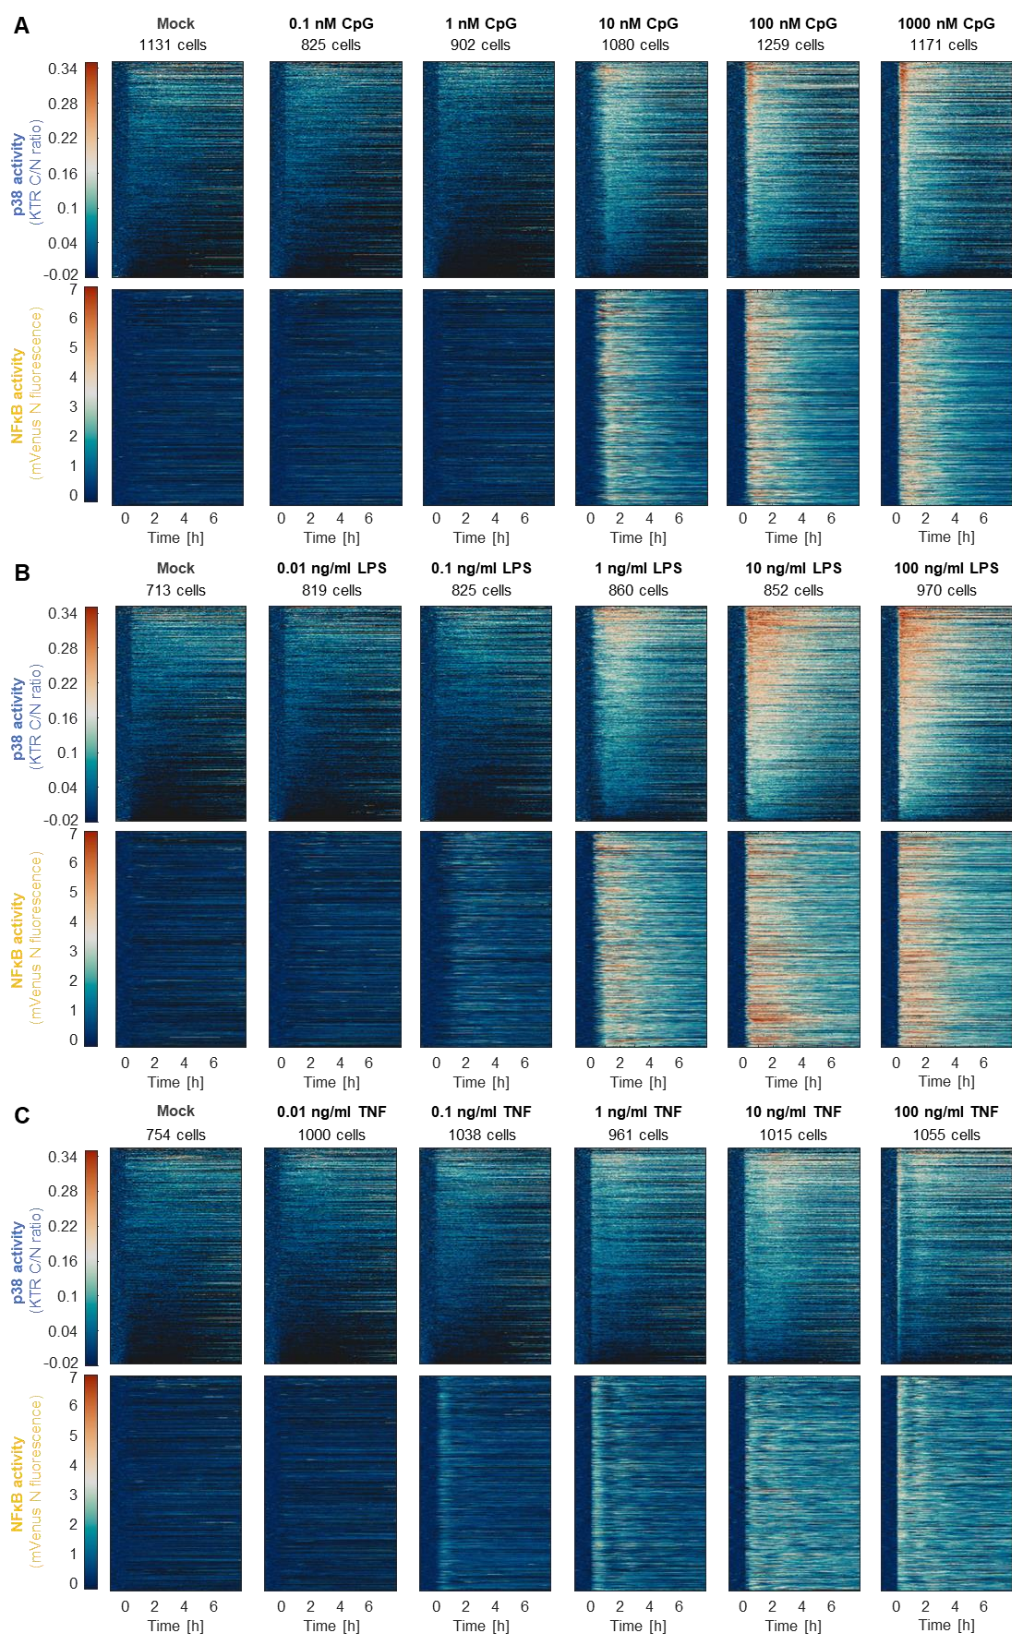 A
Mock 0.1 nM CpG 1 nM CpG 10 nM CpG 100 nM CpG 1000 nM CpG
1131 cells 825 cells 902 cells 1080 cells 1259 cells 1171 cells
p38 activity
(KTR C/N ratio)
0.34
0.28
0.22
0.16
0.1
0.04
-0.02
NFκB activity
(mVenus N fluorescence)
7
6
5
4
3
2
1
0
0 2 4 6 0 2 4 6 0 2 4 6 0 2 4 6 0 2 4 6 0 2 4 6
Time [h] Time [h] Time [h] Time [h] Time [h] Time [h]
B
Mock 0.01 ng/ml LPS 0.1 ng/ml LPS 1 ng/ml LPS 10 ng/ml LPS 100 ng/ml LPS
713 cells 819 cells 825 cells 860 cells 852 cells 970 cells
p38 activity
(KTR C/N ratio)
0.34
0.28
0.22
0.16
0.1
0.04
-0.02
NFκB activity
(mVenus N fluorescence)
7
6
5
4
3
2
1
0
0 2 4 6 0 2 4 6 0 2 4 6 0 2 4 6 0 2 4 6 0 2 4 6
Time [h] Time [h] Time [h] Time [h] Time [h] Time [h]
C
Mock 0.01 ng/ml TNF 0.1 ng/ml TNF 1 ng/ml TNF 10 ng/ml TNF 100 ng/ml TNF
754 cells 1000 cells 1038 cells 961 cells 1015 cells 1055 cells
p38 activity
(KTR C/N ratio)
0.34
0.28
0.22
0.16
0.1
0.04
-0.02
NFκB activity
(mVenus N fluorescence)
7
6
5
4
3
2
1
0
0 2 4 6 0 2 4 6 0 2 4 6 0 2 4 6 0 2 4 6 0 2 4 6
Time [h] Time [h] Time [h] Time [h] Time [h] Time [h]